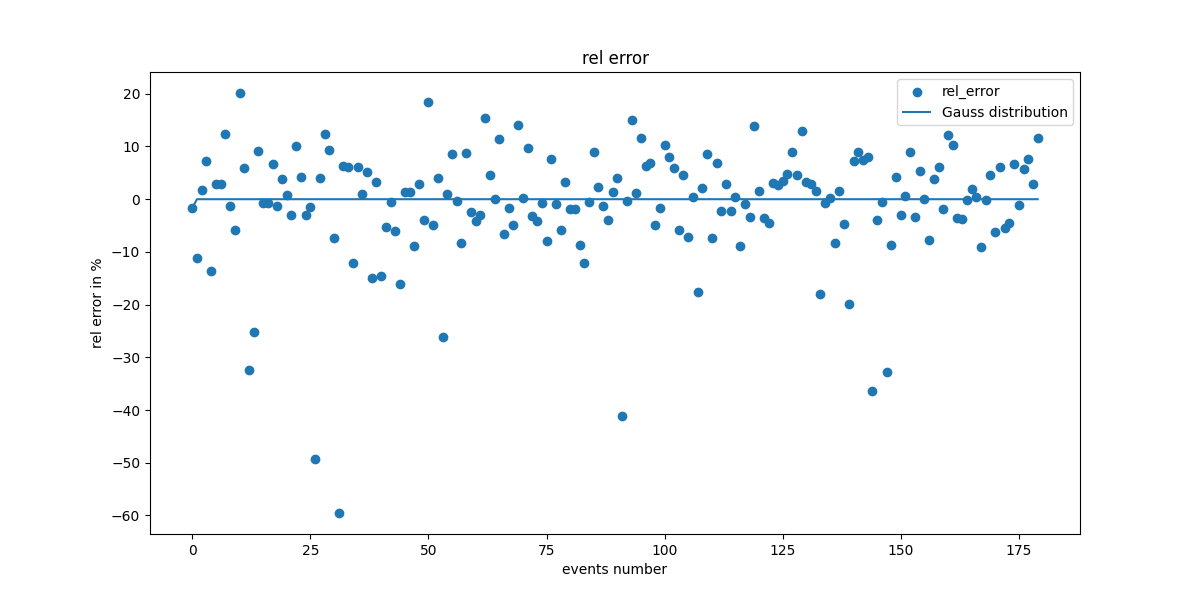 rel error
rel_error
Gauss distribution
rel error in %
20
10
0
−10
−20
−30
−40
−50
−60
0 25 50 75 100 125 150 175
events number